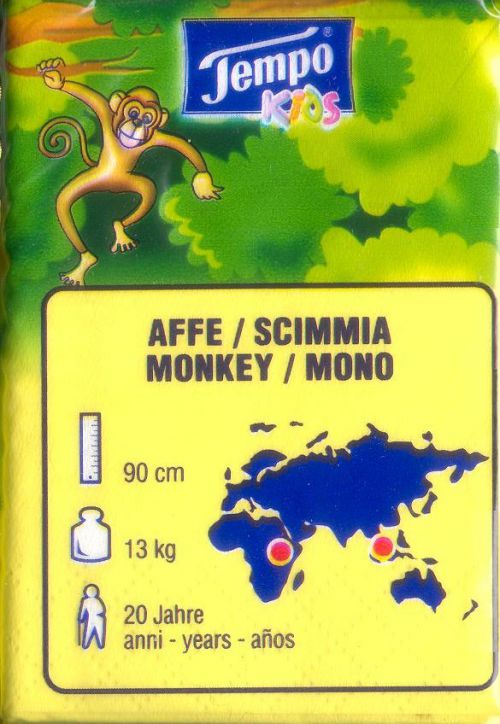 Tempo
KiDs
AFFE / SCIMMIA
MONKEY / MONO
90 cm
13 kg
20 Jahre
anni - years - años